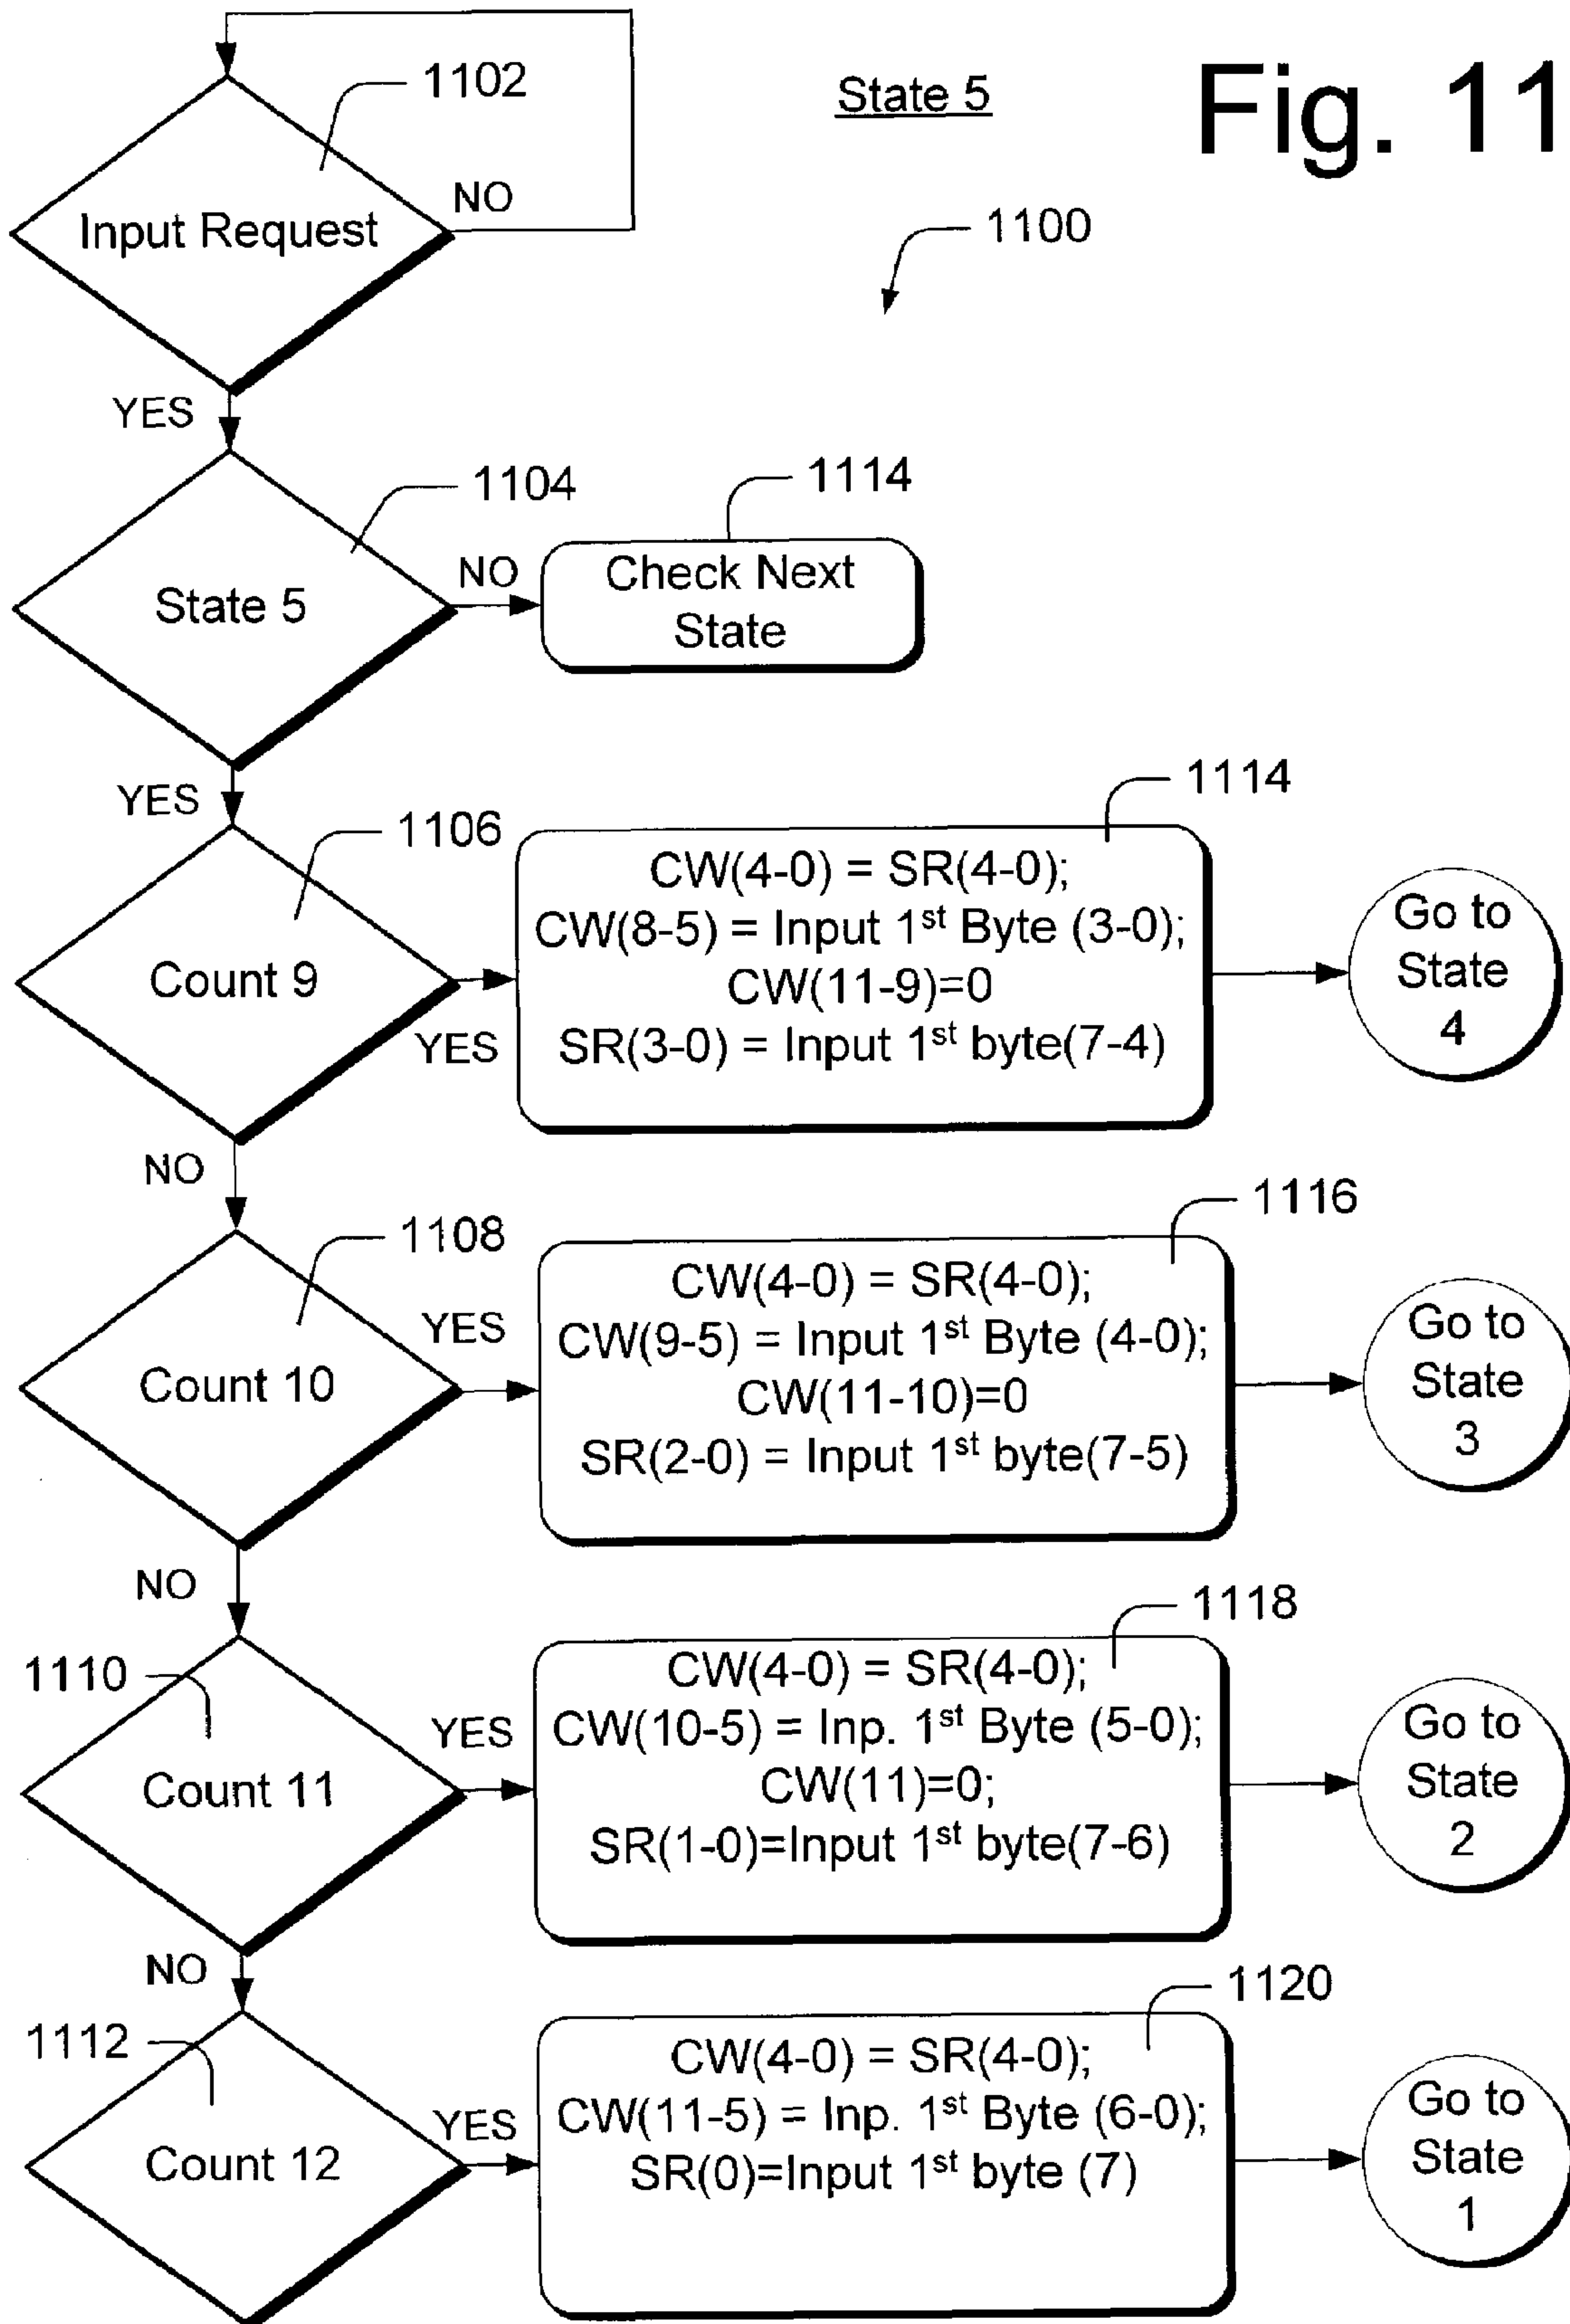 Fig. 11
State 5
1100
1102
Input Request
NO
YES
1104
State 5
NO
1114
Check Next
State
YES
1106
Count 9
YES
1114
CW(4-0) = SR(4-0);
CW(8-5) = Input 1st Byte (3-0);
CW(11-9)=0
SR(3-0) = Input 1st byte(7-4)
Go to
State
4
NO
1108
Count 10
YES
1116
CW(4-0) = SR(4-0);
CW(9-5) = Input 1st Byte (4-0);
CW(11-10)=0
SR(2-0) = Input 1st byte(7-5)
Go to
State
3
NO
1110
Count 11
YES
1118
CW(4-0) = SR(4-0);
CW(10-5) = Inp. 1st Byte (5-0);
CW(11)=0;
SR(1-0)=Input 1st byte(7-6)
Go to
State
2
NO
1112
Count 12
YES
1120
CW(4-0) = SR(4-0);
CW(11-5) = Inp. 1st Byte (6-0);
SR(0)=Input 1st byte (7)
Go to
State
1